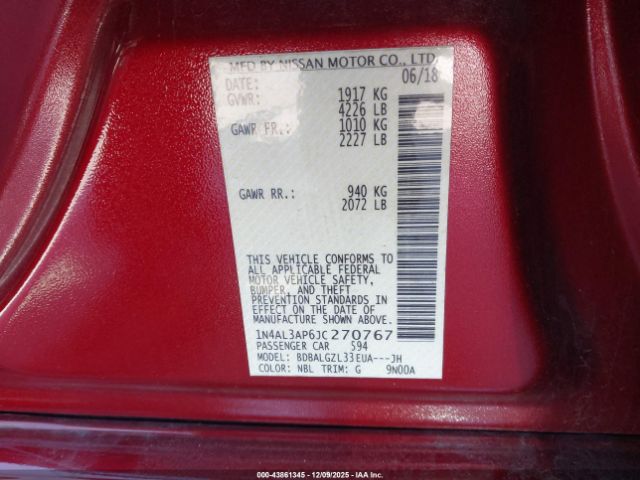 MFD BY NISSAN MOTOR CO., LTD.
DATE: 06/18
GVWR: 1917 KG
4226 LB
GAWR FR.: 1010 KG
2227 LB
GAWR RR.: 940 KG
2072 LB
THIS VEHICLE CONFORMS TO
ALL APPLICABLE FEDERAL
MOTOR VEHICLE SAFETY,
BUMPER, AND THEFT
PREVENTION STANDARDS IN
EFFECT ON THE DATE OF
MANUFACTURE SHOWN ABOVE.
1N4AL3AP6JC270767
PASSENGER CAR 594
MODEL: BDBALGZL33EUA---JH
COLOR: NBL TRIM: G 9N00A
© - 43861345 - 12/09/2025 - IAA Inc.